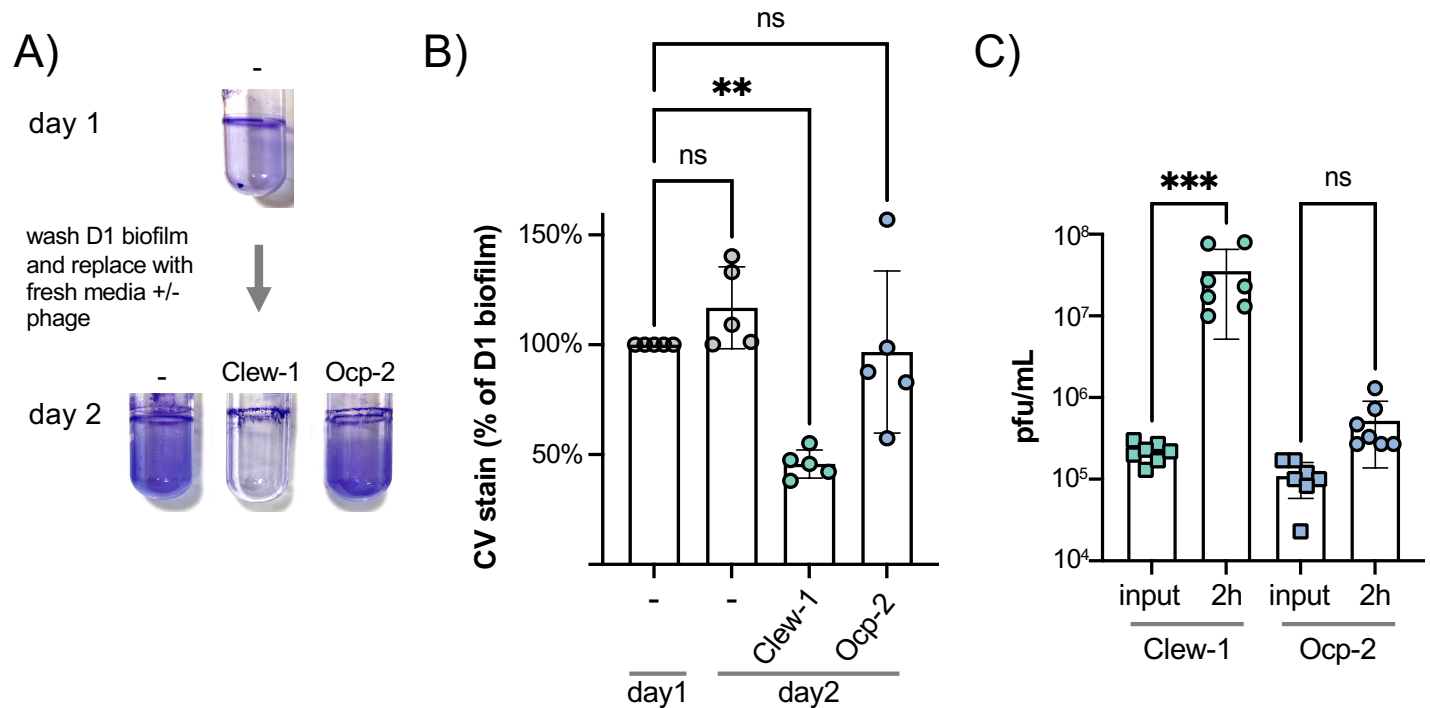 A)
-
day 1
wash D1 biofilm
and replace with
fresh media +/-
phage
- Clew-1 Ocp-2
day 2
B)
ns
**
ns
CV stain (% of D1 biofilm)
150%
100%
50%
- - Clew-1 Ocp-2
day1 day2
C)
*** ns
pfu/mL
10⁸
10⁷
10⁶
10⁵
10⁴
input 2h input 2h
Clew-1 Ocp-2